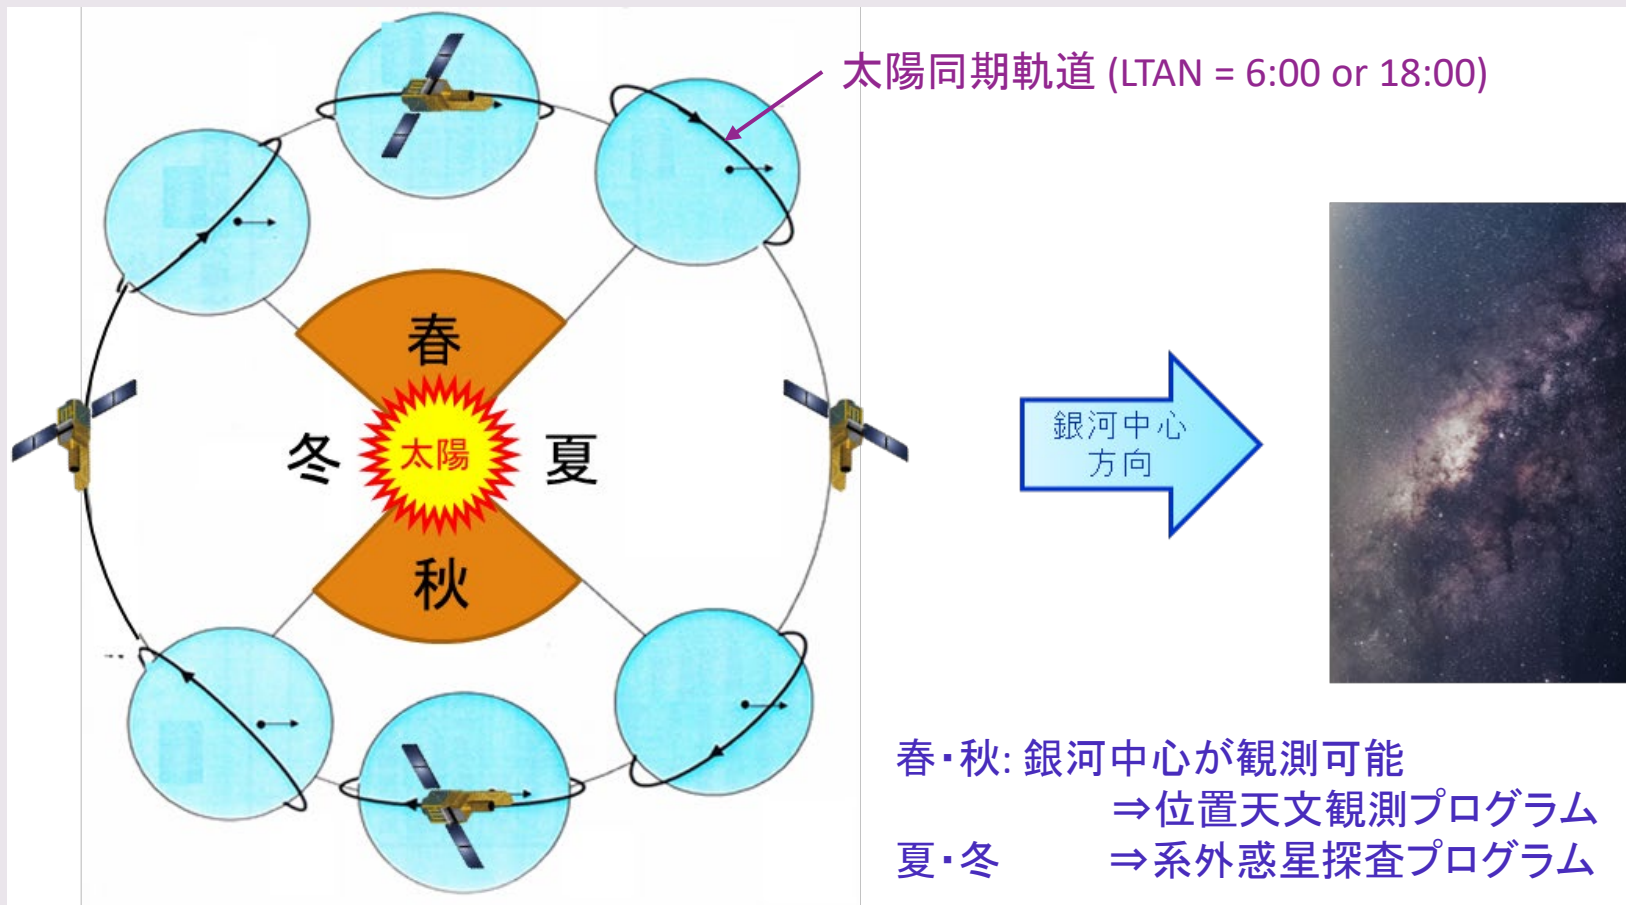 太陽同期軌道 (LTAN = 6:00 or 18:00)
春
冬
太陽
夏
秋
銀河中心
方向
春・秋: 銀河中心が観測可能
⇒位置天文観測プログラム
夏・冬 ⇒系外惑星探査プログラム